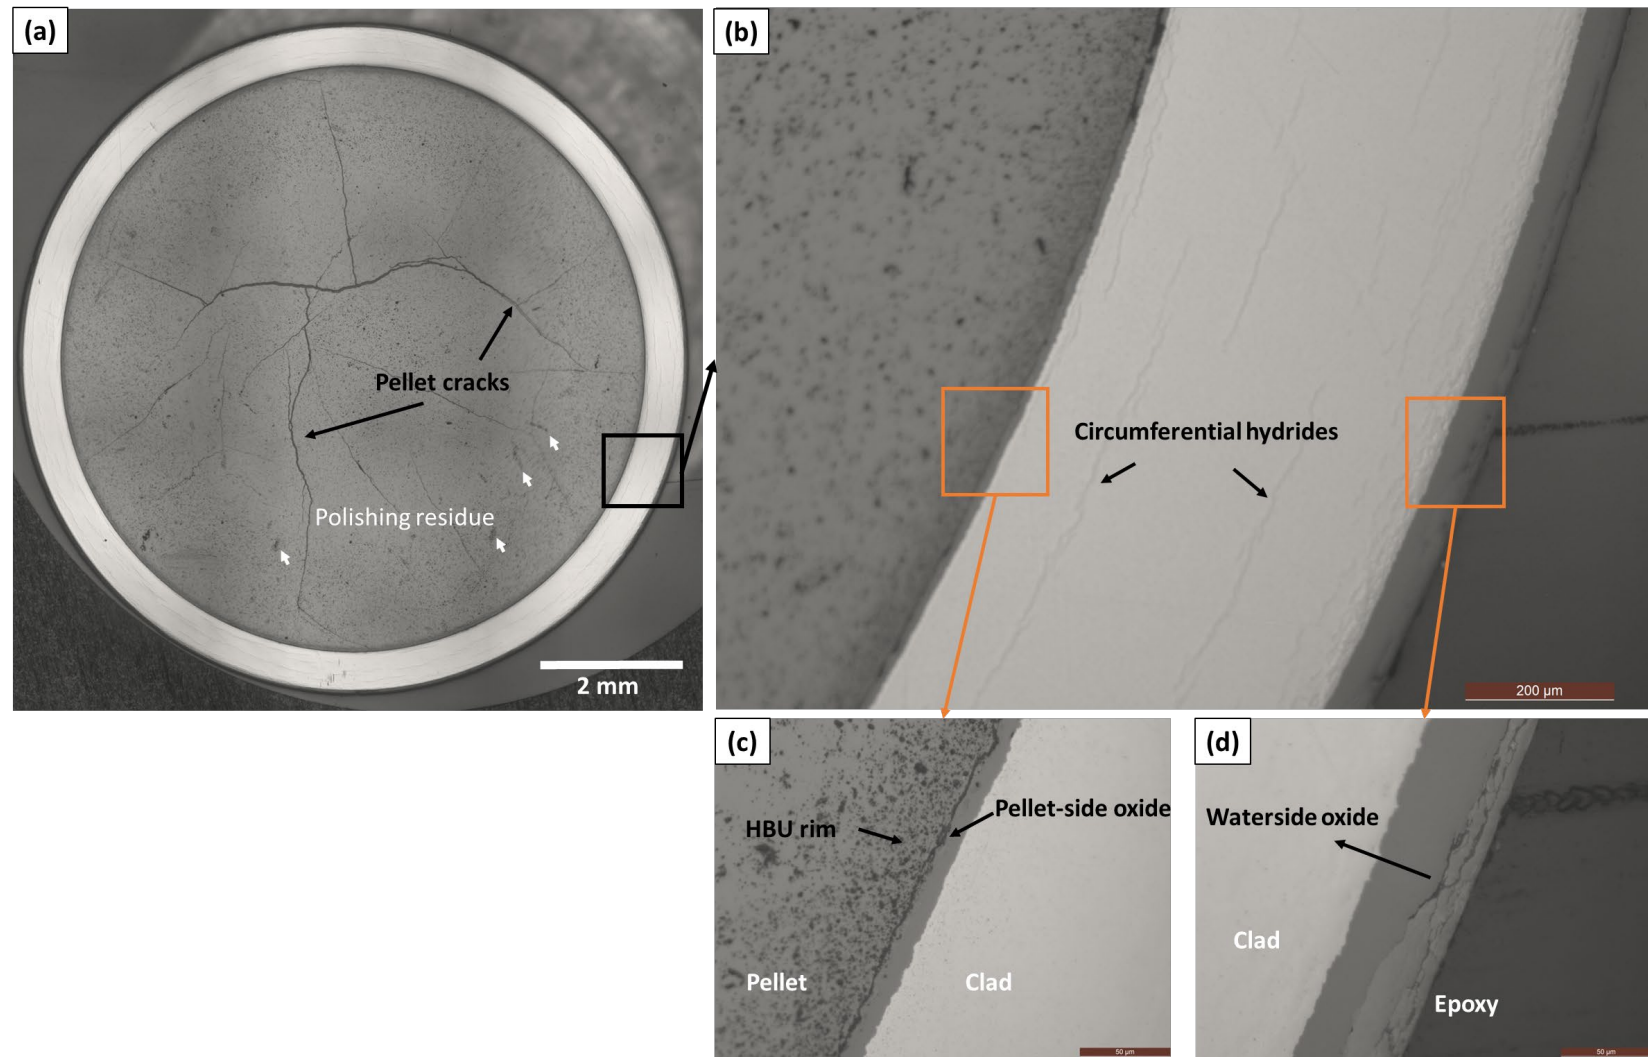 (a)
Pellet cracks
Polishing residue
2 mm
(b)
Circumferential hydrides
200 µm
(c)
HBU rim
Pellet-side oxide
Pellet
Clad
50 µm
(d)
Waterside oxide
Clad
Epoxy
50 µm